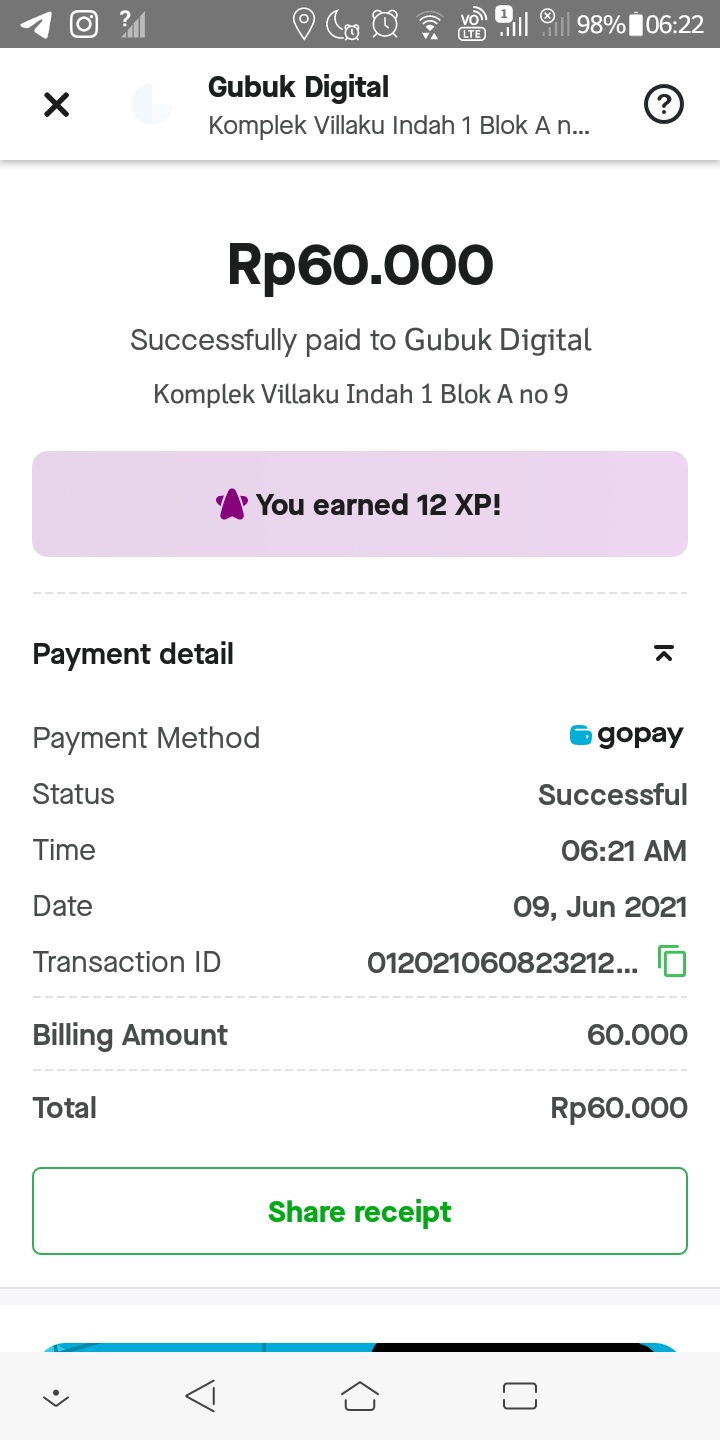 98% 06:22
Gubuk Digital
Komplek Villaku Indah 1 Blok A n...
Rp60.000
Successfully paid to Gubuk Digital
Komplek Villaku Indah 1 Blok A no 9
You earned 12 XP!
Payment detail
Payment Method gopay
Status Successful
Time 06:21 AM
Date 09, Jun 2021
Transaction ID 012021060823212...
Billing Amount 60.000
Total Rp60.000
Share receipt